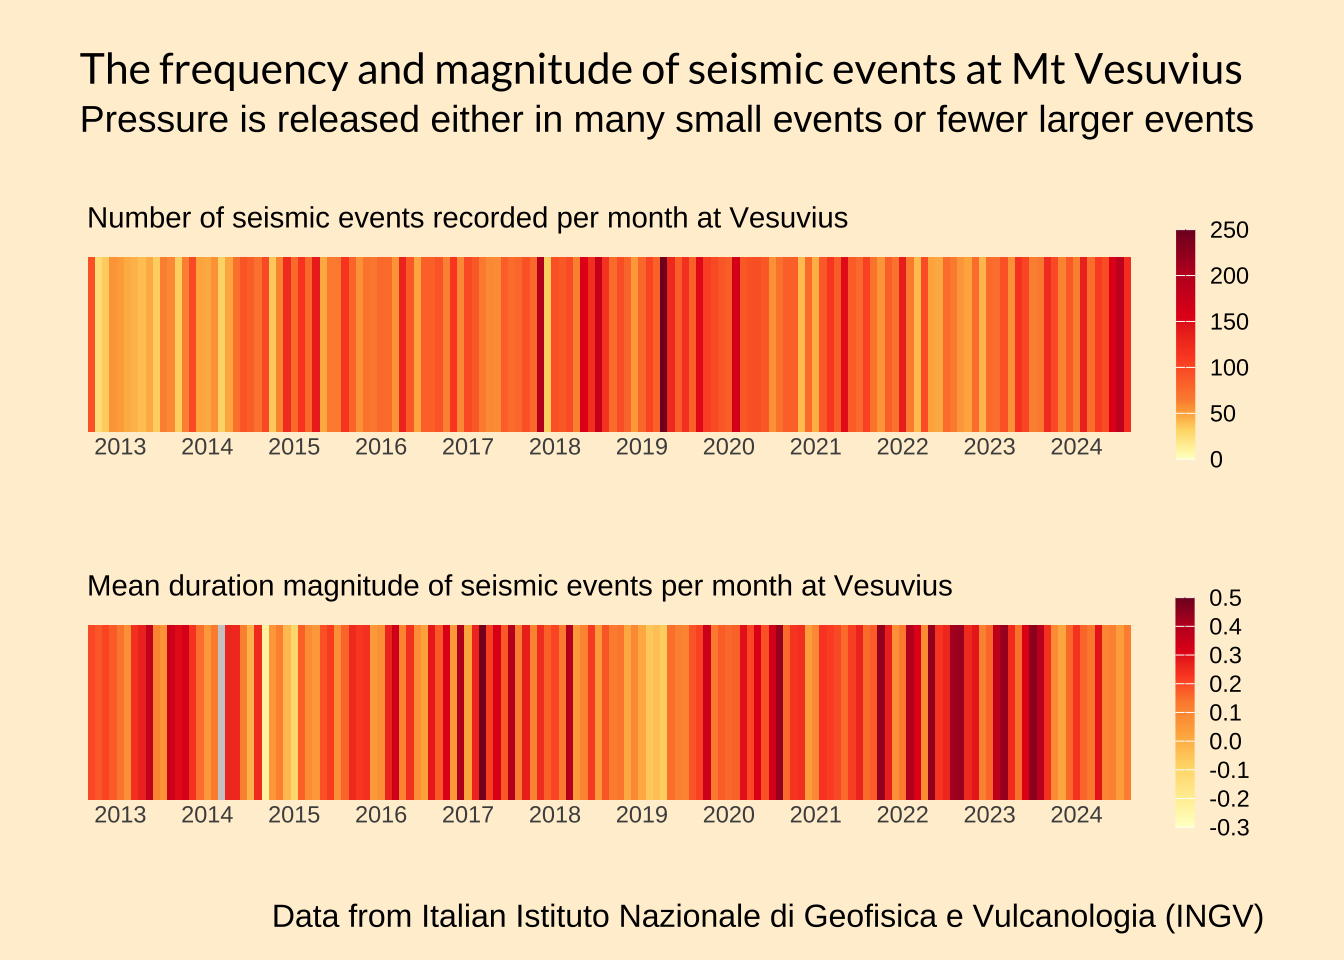 The frequency and magnitude of seismic events at Mt Vesuvius
Pressure is released either in many small events or fewer larger events
Number of seismic events recorded per month at Vesuvius
250
200
150
100
50
0
2013 2014 2015 2016 2017 2018 2019 2020 2021 2022 2023 2024
Mean duration magnitude of seismic events per month at Vesuvius
0.5
0.4
0.3
0.2
0.1
0.0
-0.1
-0.2
-0.3
2013 2014 2015 2016 2017 2018 2019 2020 2021 2022 2023 2024
Data from Italian Istituto Nazionale di Geofisica e Vulcanologia (INGV)